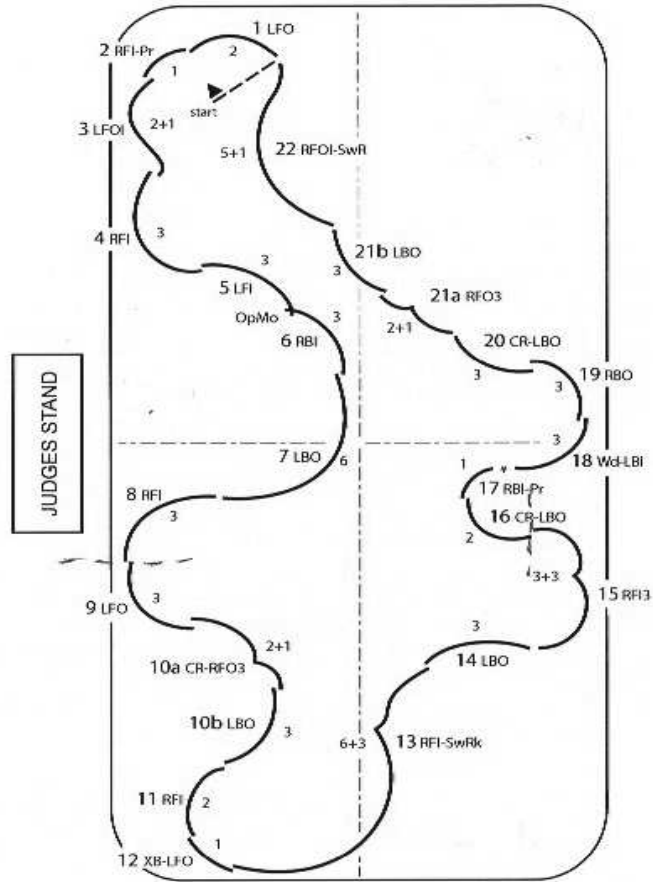 1 LFO
2 RFI-Pr
2
1
start
3 LFOI
2+1
5+1
22 RFOI-SwR
4 RFI
3
3
5 LFI
OpMo
6 RBI
3
3
21b LBO
21a RFO3
2+1
20 CR-LBO
3
3
19 RBO
JUDGES STAND
7 LBO
6
3
18 Wd-LBI
1
17 RBI-Pr
16 CR-LBO
2
8 RFI
3
3+3
15 RFI3
9 LFO
3
3
14 LBO
2+1
10a CR-RFO3
10b LBO
3
6+3
13 RFI-SwRk
11 RFI
2
1
12 XB-LFO